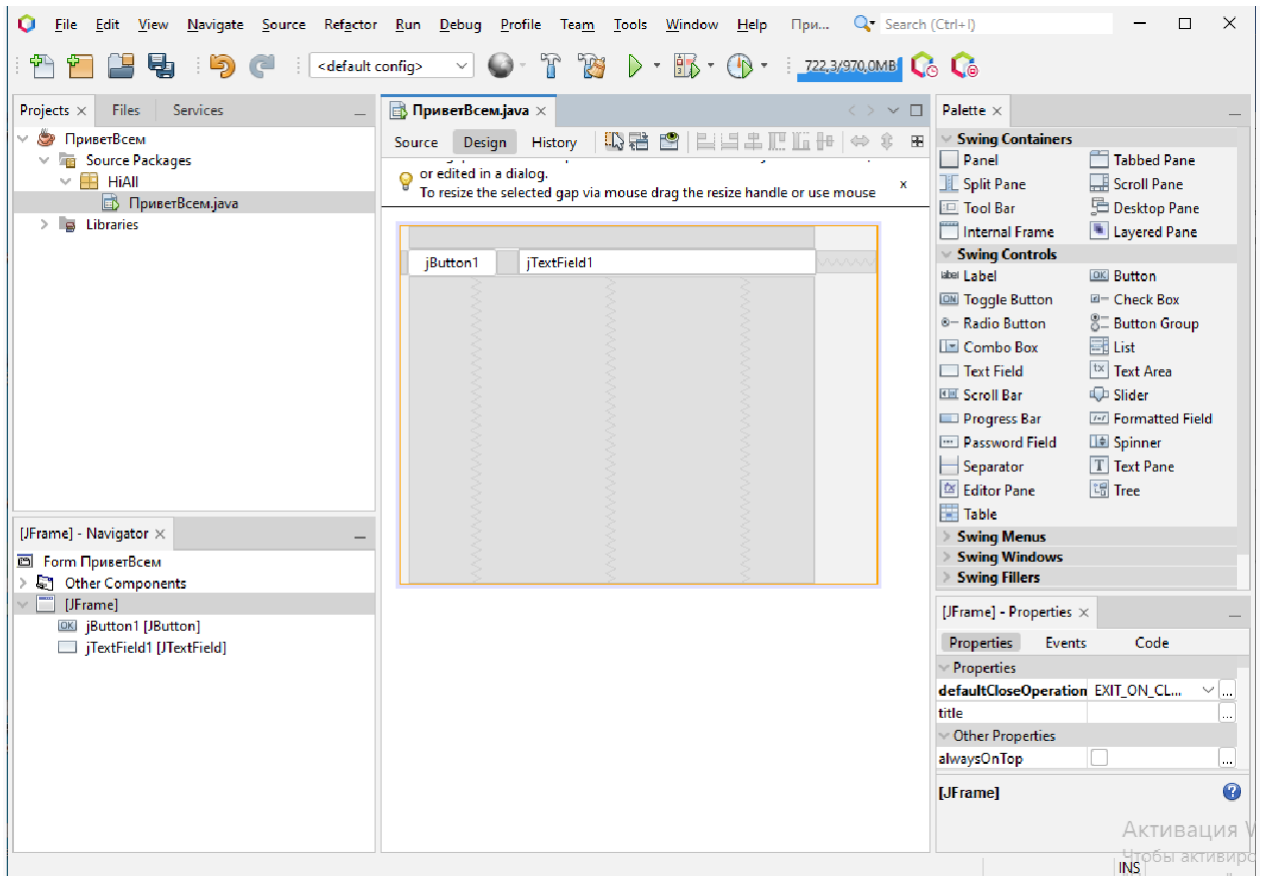 File Edit View Navigate Source Refactor Run Debug Profile Team Tools Window Help При... Search (Ctrl+I)
<default config> 722,3/970,0MB
Projects Files Services
ПриветВсем
Source Packages
HiAll
ПриветВсем.java
Libraries
[JFrame] - Navigator
Form ПриветВсем
Other Components
[JFrame]
jButton1 [JButton]
jTextField1 [JTextField]
ПриветВсем.java
Source Design History
or edited in a dialog.
To resize the selected gap via mouse drag the resize handle or use mouse
jButton1 jTextField1
Palette
Swing Containers
Panel Tabbed Pane
Split Pane Scroll Pane
Tool Bar Desktop Pane
Internal Frame Layered Pane
Swing Controls
label Label OK Button
ON Toggle Button Check Box
Radio Button Button Group
Combo Box List
Text Field tx Text Area
Scroll Bar Slider
Progress Bar Formatted Field
Password Field Spinner
Separator T Text Pane
Editor Pane Tree
Table
Swing Menus
Swing Windows
Swing Fillers
[JFrame] - Properties
Properties Events Code
Properties
defaultCloseOperation EXIT_ON_CL... ...
title ...
Other Properties
alwaysOnTop ...
[JFrame]
Активация W
Чтобы активиро
INS